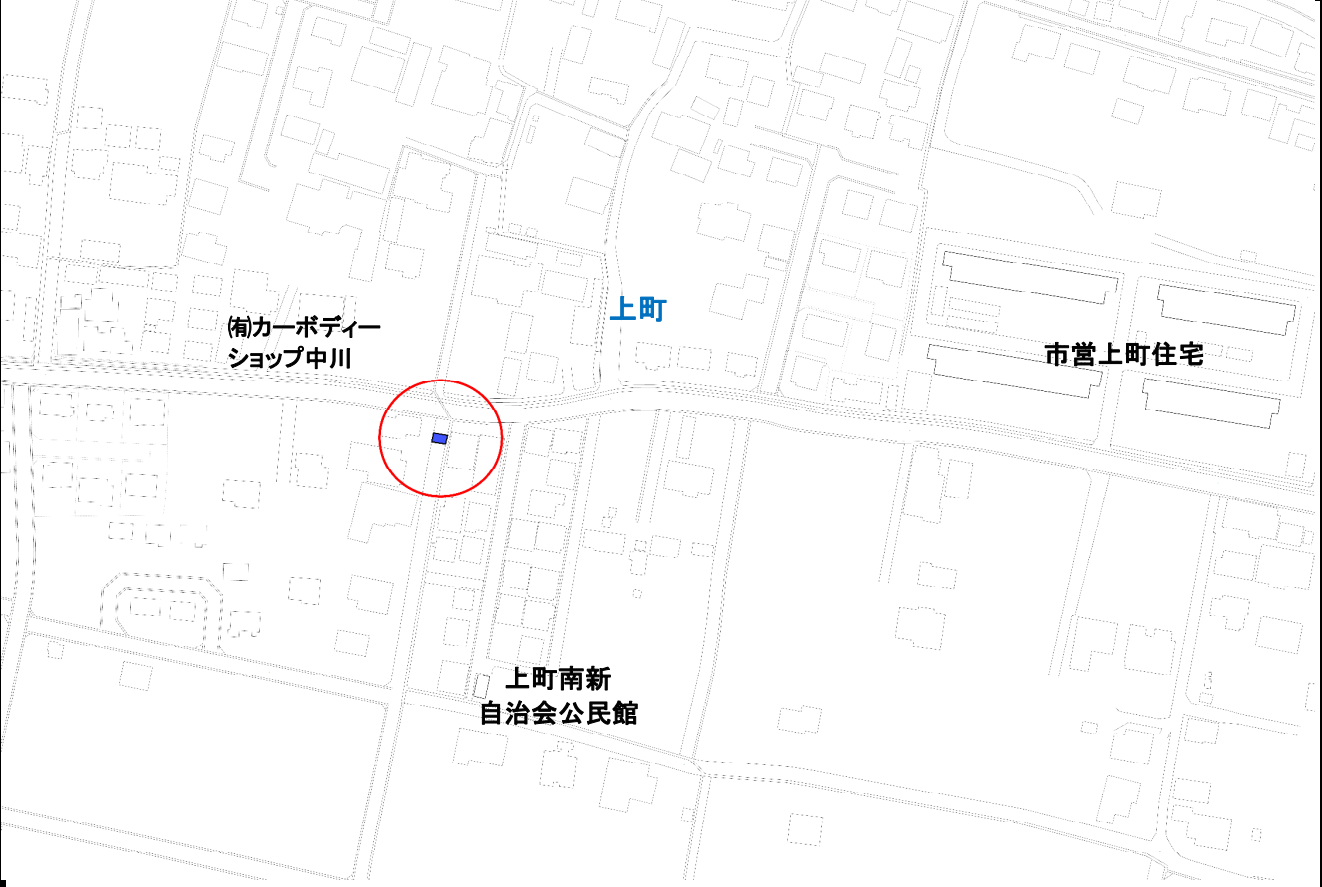 上町
㈲カーボディー
ショップ中川
市営上町住宅
上町南新
自治会公民館